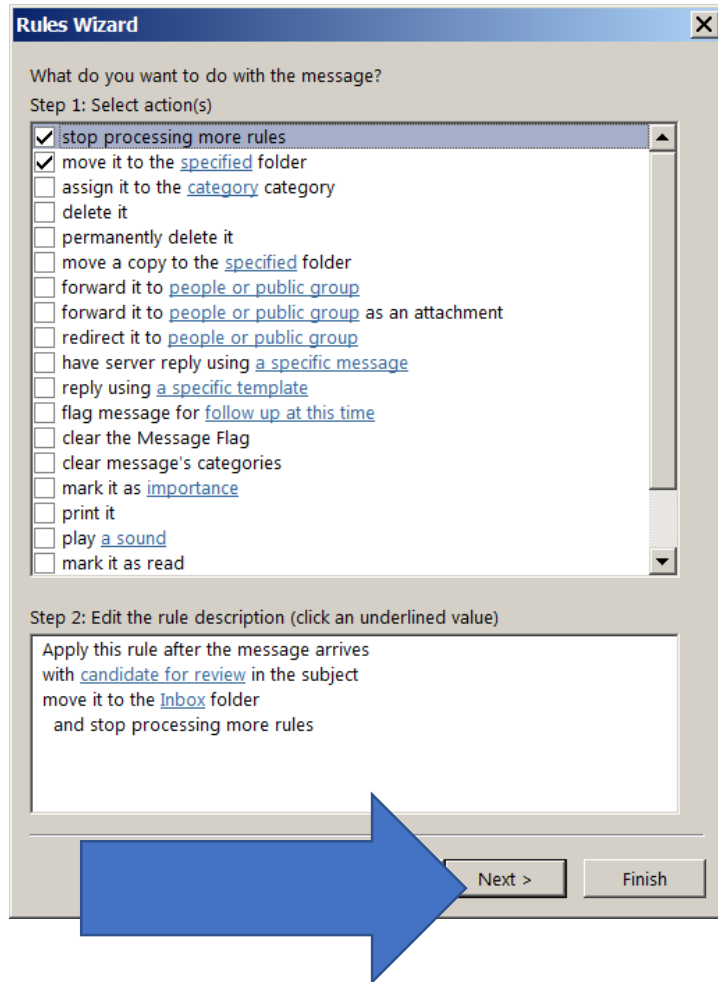 Rules Wizard
What do you want to do with the message?
Step 1: Select action(s)
stop processing more rules
move it to the specified folder
assign it to the category category
delete it
permanently delete it
move a copy to the specified folder
forward it to people or public group
forward it to people or public group as an attachment
redirect it to people or public group
have server reply using a specific message
reply using a specific template
flag message for follow up at this time
clear the Message Flag
clear message's categories
mark it as importance
print it
play a sound
mark it as read
Step 2: Edit the rule description (click an underlined value)
Apply this rule after the message arrives
with candidate for review in the subject
move it to the Inbox folder
and stop processing more rules
Next >
Finish